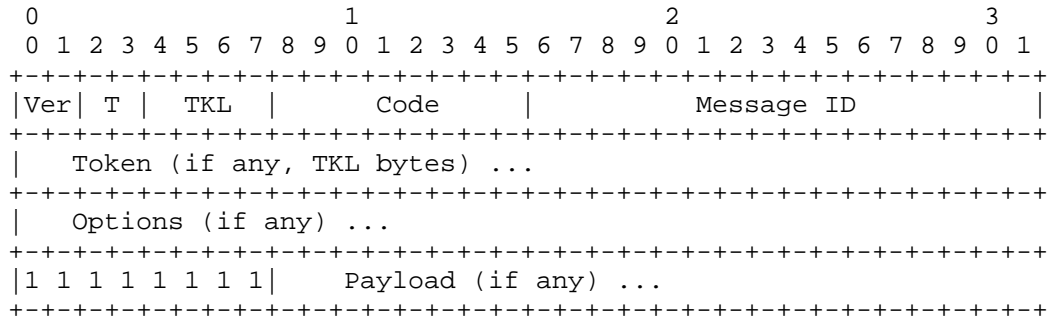 0                   1                   2                   3
 0 1 2 3 4 5 6 7 8 9 0 1 2 3 4 5 6 7 8 9 0 1 2 3 4 5 6 7 8 9 0 1
+-+-+-+-+-+-+-+-+-+-+-+-+-+-+-+-+-+-+-+-+-+-+-+-+-+-+-+-+-+-+-+-+
|Ver| T |  TKL  |      Code     |          Message ID           |
+-+-+-+-+-+-+-+-+-+-+-+-+-+-+-+-+-+-+-+-+-+-+-+-+-+-+-+-+-+-+-+-+
|   Token (if any, TKL bytes) ...
+-+-+-+-+-+-+-+-+-+-+-+-+-+-+-+-+-+-+-+-+-+-+-+-+-+-+-+-+-+-+-+-+
|   Options (if any) ...
+-+-+-+-+-+-+-+-+-+-+-+-+-+-+-+-+-+-+-+-+-+-+-+-+-+-+-+-+-+-+-+-+
|1 1 1 1 1 1 1 1|    Payload (if any) ...
+-+-+-+-+-+-+-+-+-+-+-+-+-+-+-+-+-+-+-+-+-+-+-+-+-+-+-+-+-+-+-+-+